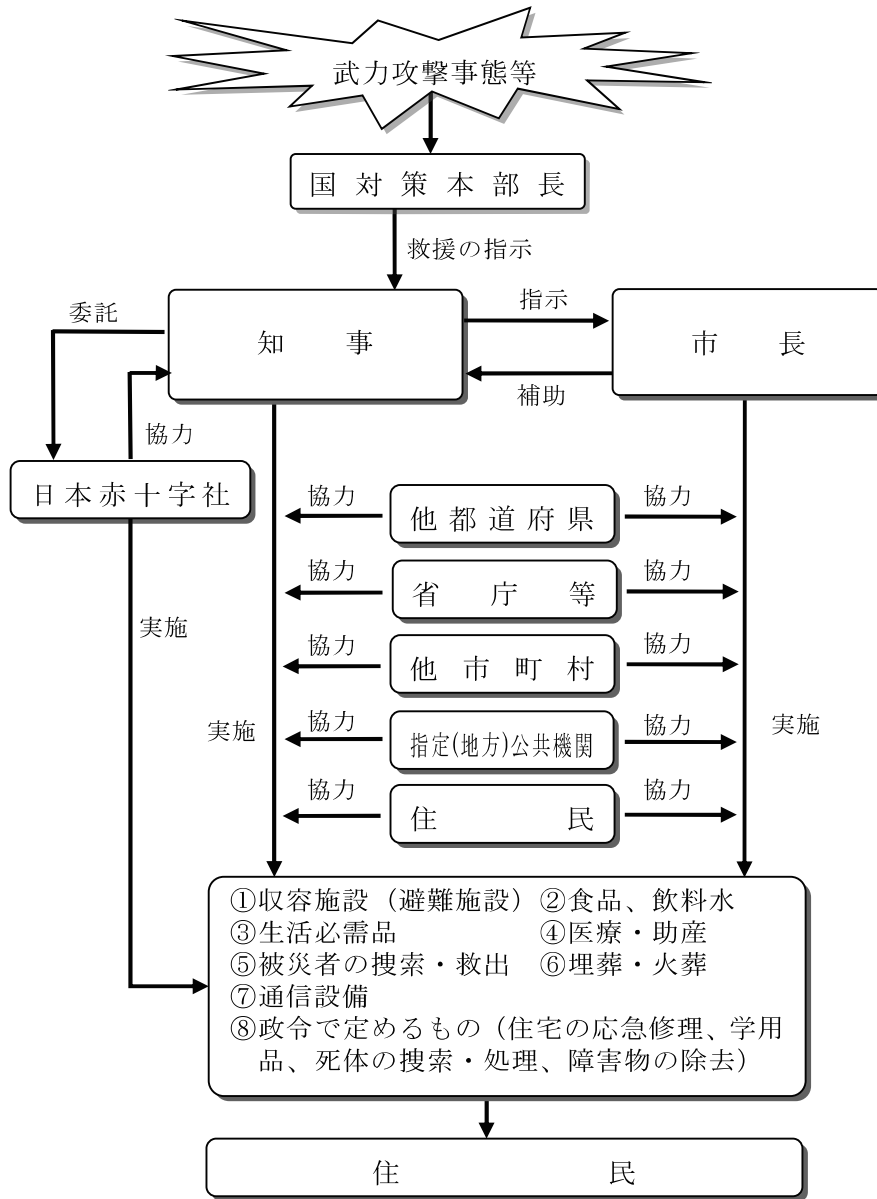 武力攻撃事態等
国対策本部長
救援の指示
委託
知事
指示
市長
補助
協力
日本赤十字社
協力
他都道府県
協力
協力
省庁等
協力
実施
協力
他市町村
協力
実施
協力
指定(地方)公共機関
協力
実施
協力
住民
協力
①収容施設（避難施設）②食品、飲料水
③生活必需品 ④医療・助産
⑤被災者の捜索・救出 ⑥埋葬・火葬
⑦通信設備
⑧政令で定めるもの（住宅の応急修理、学用
品、死体の捜索・処理、障害物の除去）
住民